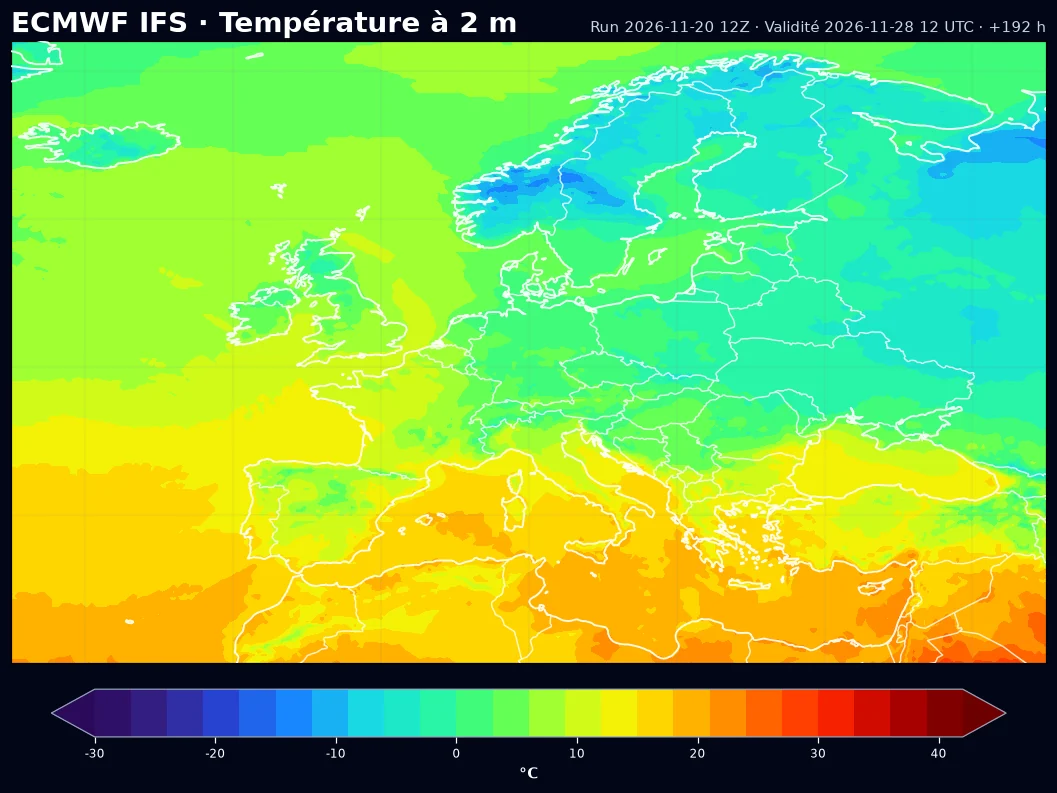 ECMWF IFS · Température à 2 m
Run 2026-11-20 12Z · Validité 2026-11-28 12 UTC · +192 h
-30 -20 -10 0 10 20 30 40
°C